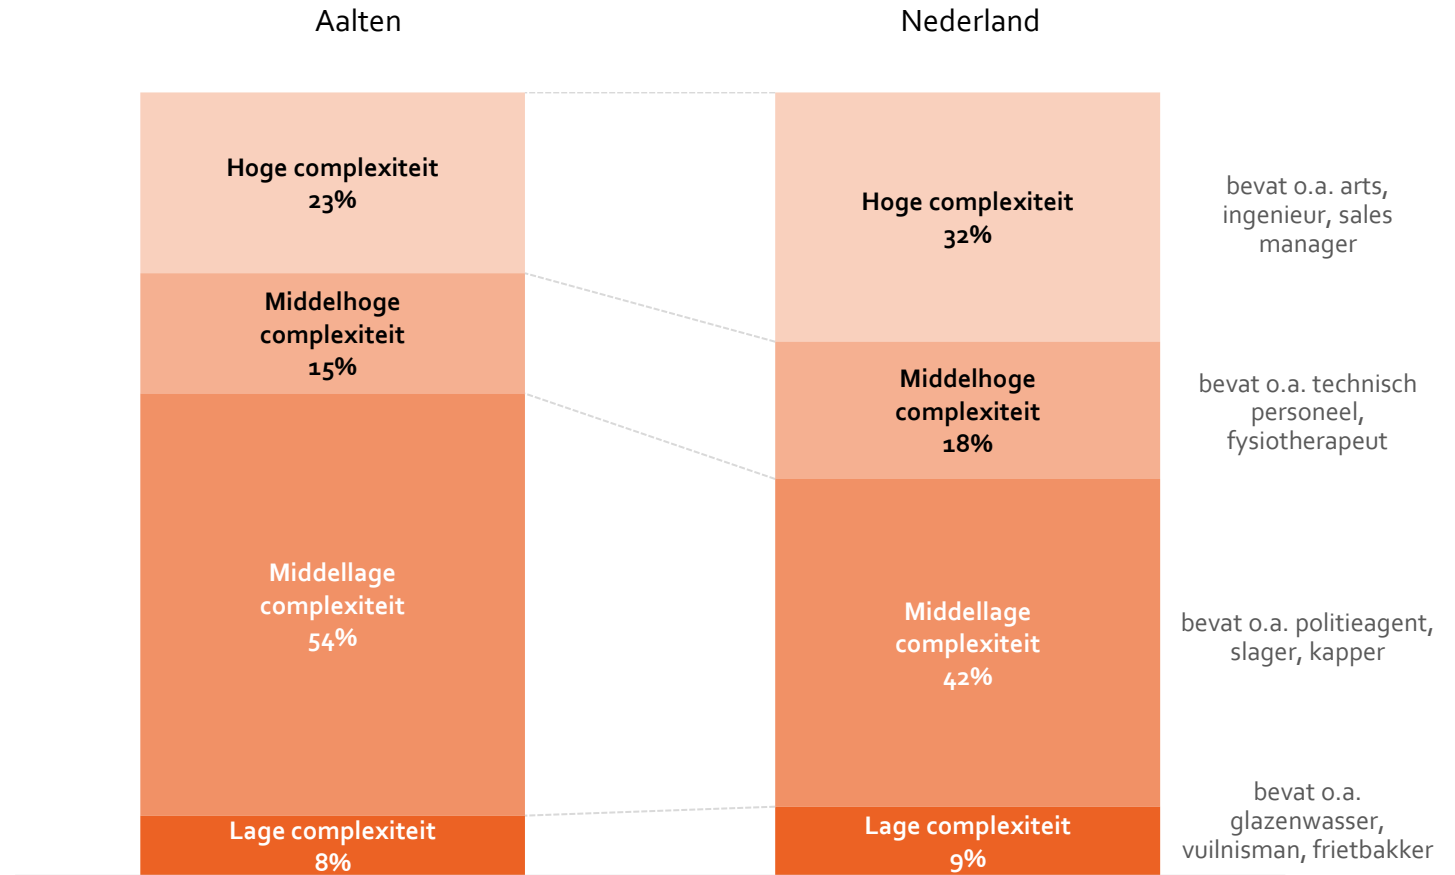 Aalten
Nederland
Hoge complexiteit
23%
Middelhoge
complexiteit
15%
Middellage
complexiteit
54%
Lage complexiteit
8%
Hoge complexiteit
32%
Middelhoge
complexiteit
18%
Middellage
complexiteit
42%
Lage complexiteit
9%
bevat o.a. arts,
ingenieur, sales
manager
bevat o.a. technisch
personeel,
fysiotherapeut
bevat o.a. politieagent,
slager, kapper
bevat o.a.
glazenwasser,
vuilnisman, frietbakker